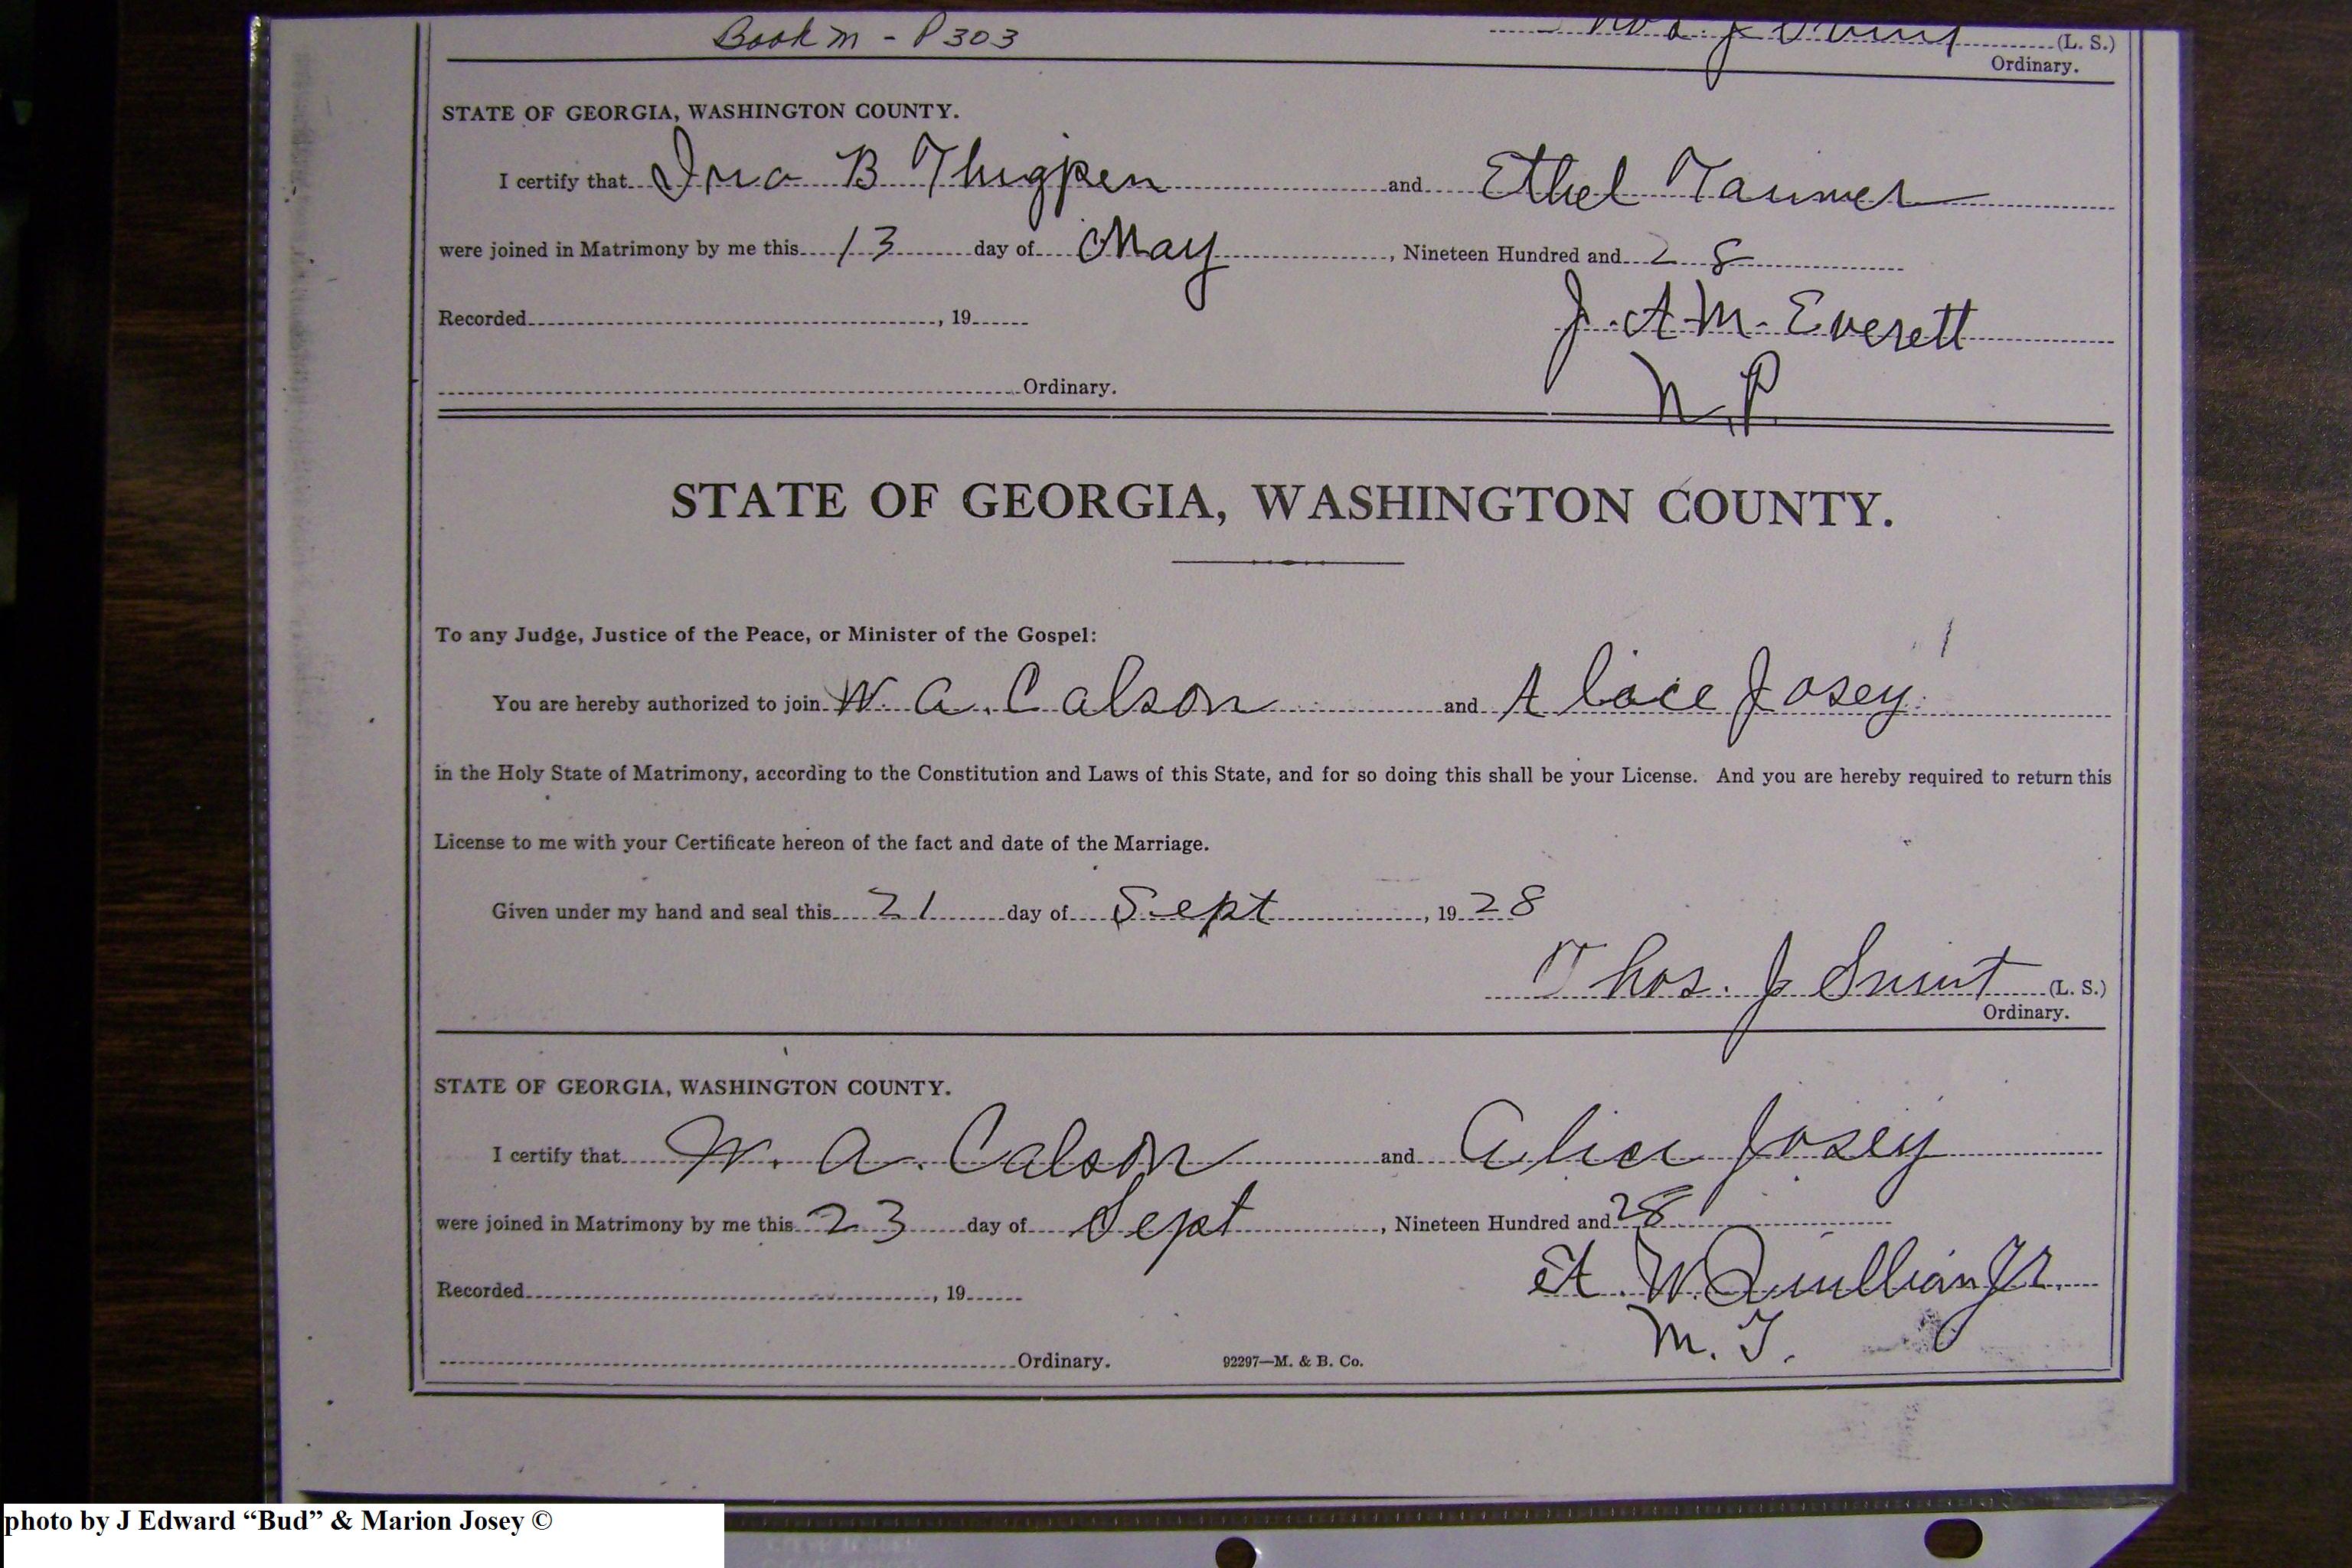 Book M - P 303
(L. S.)
Ordinary.
STATE OF GEORGIA, WASHINGTON COUNTY.
I certify that Ira B Thigpen and Ethel Tanner
were joined in Matrimony by me this 13 day of May, Nineteen Hundred and 28
Recorded, 19
J. A. M. Everett
Ordinary.
N.P.
STATE OF GEORGIA, WASHINGTON COUNTY.
To any Judge, Justice of the Peace, or Minister of the Gospel:
You are hereby authorized to join W. A. Calson and Alice Josey
in the Holy State of Matrimony, according to the Constitution and Laws of this State, and for so doing this shall be your License. And you are hereby required to return this
License to me with your Certificate hereon of the fact and date of the Marriage.
Given under my hand and seal this 21 day of Sept, 1928
Thos. J (L. S.)
Ordinary.
STATE OF GEORGIA, WASHINGTON COUNTY.
I certify that W. A. Calson and Alice Josey
were joined in Matrimony by me this 23 day of Sept, Nineteen Hundred and 28
Recorded, 19
W. Quillian Jr.
Ordinary. 92297—M. & B. Co.
photo by J Edward “Bud” & Marion Josey ©